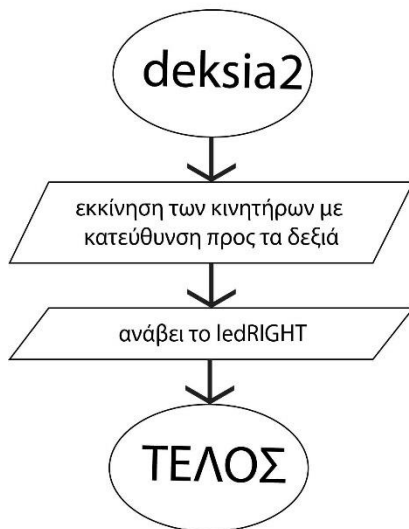 deksia2
εκκίνηση των κινητήρων με
κατεύθυνση προς τα δεξιά
ανάβει το ledRIGHT
ΤΕΛΟΣ